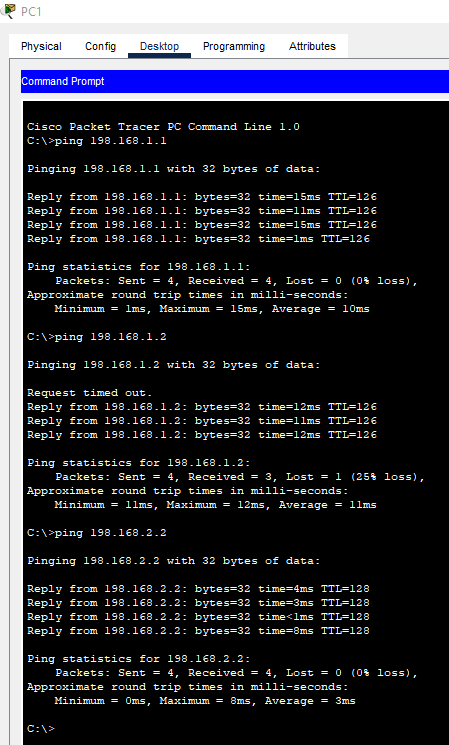 PC1
Physical Config Desktop Programming Attributes
Command Prompt
Cisco Packet Tracer PC Command Line 1.0
C:\>ping 198.168.1.1
Pinging 198.168.1.1 with 32 bytes of data:
Reply from 198.168.1.1: bytes=32 time=15ms TTL=126
Reply from 198.168.1.1: bytes=32 time=11ms TTL=126
Reply from 198.168.1.1: bytes=32 time=15ms TTL=126
Reply from 198.168.1.1: bytes=32 time=1ms TTL=126
Ping statistics for 198.168.1.1:
Packets: Sent = 4, Received = 4, Lost = 0 (0% loss),
Approximate round trip times in milli-seconds:
Minimum = 1ms, Maximum = 15ms, Average = 10ms
C:\>ping 198.168.1.2
Pinging 198.168.1.2 with 32 bytes of data:
Request timed out.
Reply from 198.168.1.2: bytes=32 time=12ms TTL=126
Reply from 198.168.1.2: bytes=32 time=11ms TTL=126
Reply from 198.168.1.2: bytes=32 time=12ms TTL=126
Ping statistics for 198.168.1.2:
Packets: Sent = 4, Received = 3, Lost = 1 (25% loss),
Approximate round trip times in milli-seconds:
Minimum = 11ms, Maximum = 12ms, Average = 11ms
C:\>ping 198.168.2.2
Pinging 198.168.2.2 with 32 bytes of data:
Reply from 198.168.2.2: bytes=32 time=4ms TTL=128
Reply from 198.168.2.2: bytes=32 time=3ms TTL=128
Reply from 198.168.2.2: bytes=32 time<1ms TTL=128
Reply from 198.168.2.2: bytes=32 time=8ms TTL=128
Ping statistics for 198.168.2.2:
Packets: Sent = 4, Received = 4, Lost = 0 (0% loss),
Approximate round trip times in milli-seconds:
Minimum = 0ms, Maximum = 8ms, Average = 3ms
C:\>